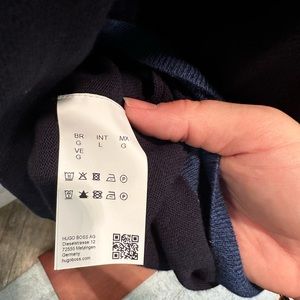 BR INT MX
G L G
VE
G
HUGO BOSS AG
Dieselstrasse 12
72555 Metzingen
Germany
hugoboss.com